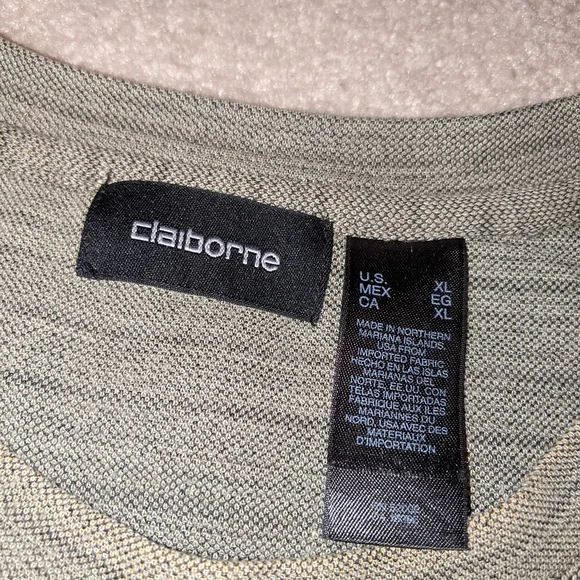 claiborne
U.S. XL
MEX EG
CA XL
MADE IN NORTHERN
MARIANA ISLANDS,
USA FROM
IMPORTED FABRIC
HECHO EN LAS ISLAS
MARIANAS DEL
NORTE, EE.UU. CON
TELAS IMPORTADAS
FABRIQUE AUX ILES
MARIANNES DU
NORD, USA AVEC DES
MATERIAUX
D'IMPORTATION